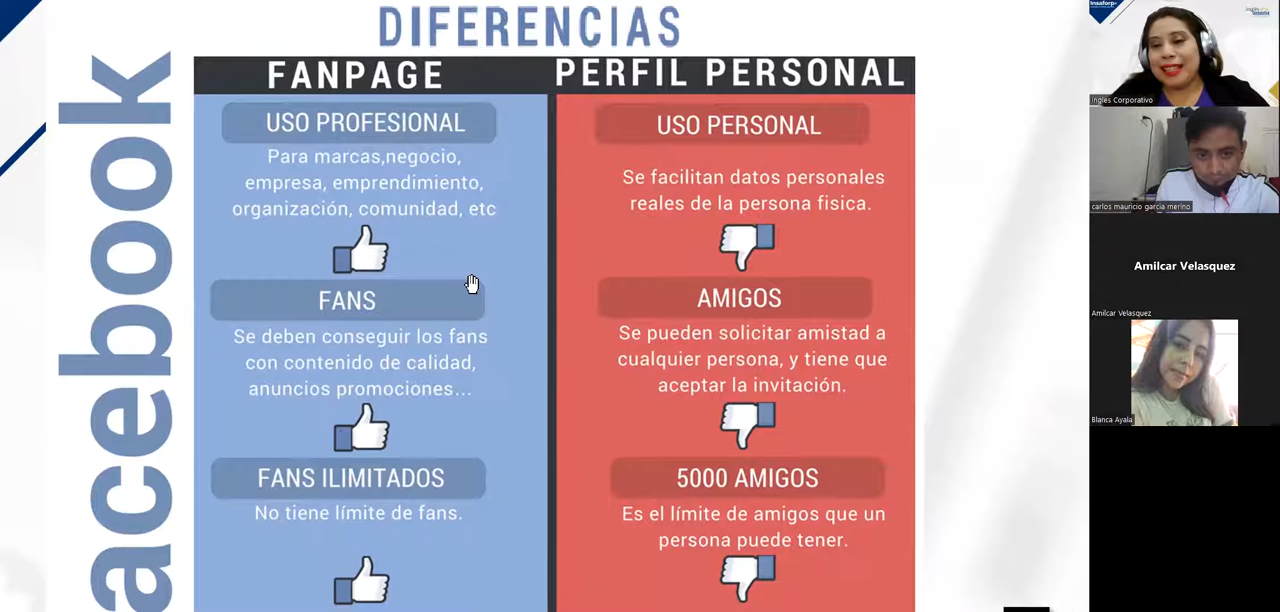 DIFERENCIAS
acebook
FANPAGE
PERFIL PERSONAL
USO PROFESIONAL
Para marcas,negocio,
empresa, emprendimiento,
organización, comunidad, etc
FANS
Se deben conseguir los fans
con contenido de calidad,
anuncios promociones...
FANS ILIMITADOS
No tiene límite de fans.
USO PERSONAL
Se facilitan datos personales
reales de la persona fisica.
AMIGOS
Se pueden solicitar amistad a
cualquier persona, y tiene que
aceptar la invitación.
5000 AMIGOS
Es el límite de amigos que un
persona puede tener.
Insaforp
Inglés Corporativo
carlos mauricio garcia merino
Amilcar Velasquez
Amilcar Velasquez
Blanca Ayala